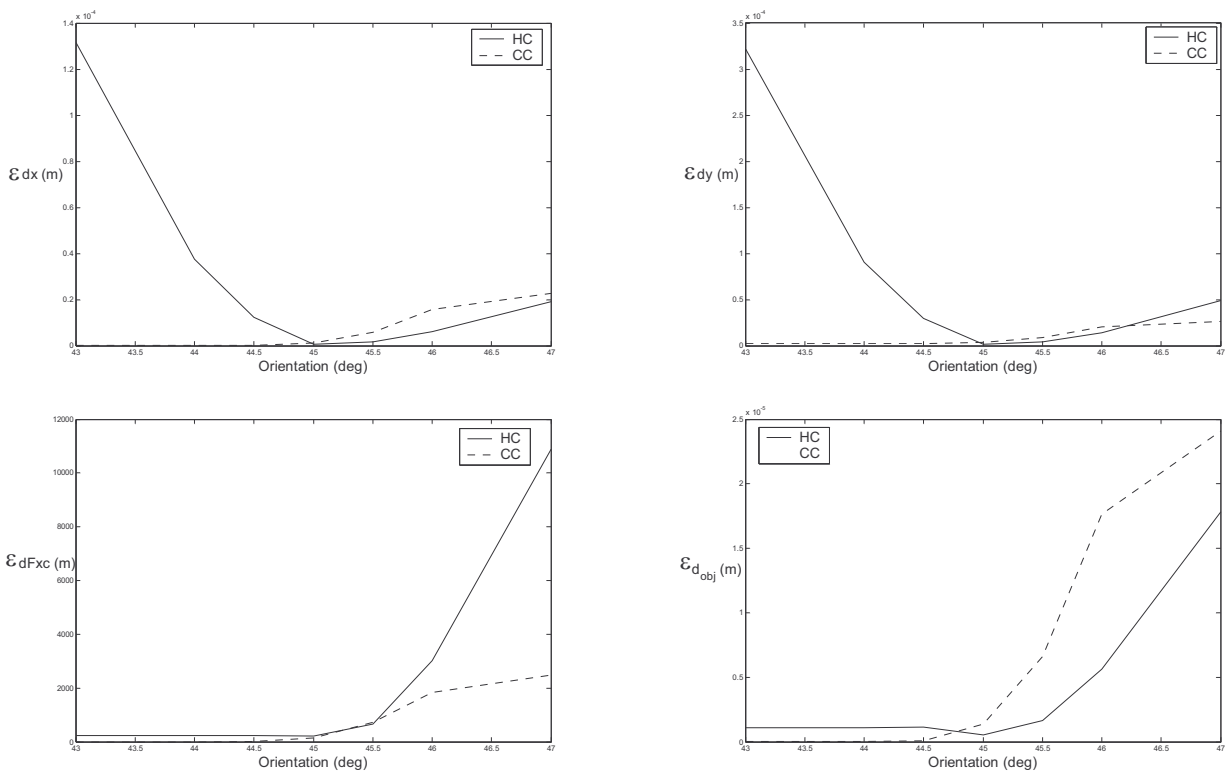 x 10^-4
1.4
1.2
1
0.8
0.6
0.4
0.2
0
ε dx (m)
43 43.5 44 44.5 45 45.5 46 46.5 47
Orientation (deg)
HC
CC
x 10^-4
3.5
3
2.5
2
1.5
1
0.5
0
ε dy (m)
43 43.5 44 44.5 45 45.5 46 46.5 47
Orientation (deg)
HC
CC
12000
10000
8000
6000
4000
2000
0
ε dFxc (m)
43 43.5 44 44.5 45 45.5 46 46.5 47
Orientation (deg)
HC
CC
x 10^-5
2.5
2
1.5
1
0.5
0
ε d_obj (m)
43 43.5 44 44.5 45 45.5 46 46.5 47
Orientation (deg)
HC
CC